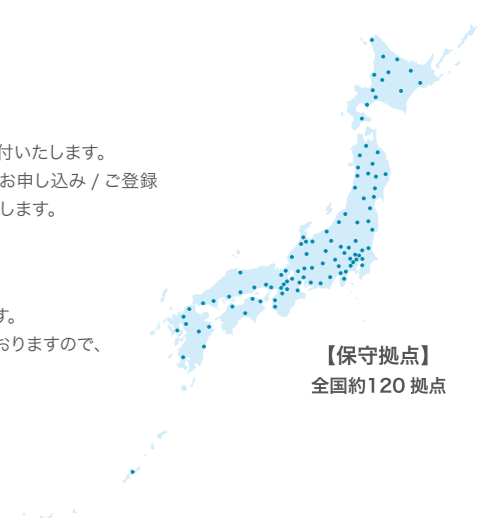 付いたします。
お申し込み / ご登録
します。
す。
おりますので、
【保守拠点】
全国約120 拠点